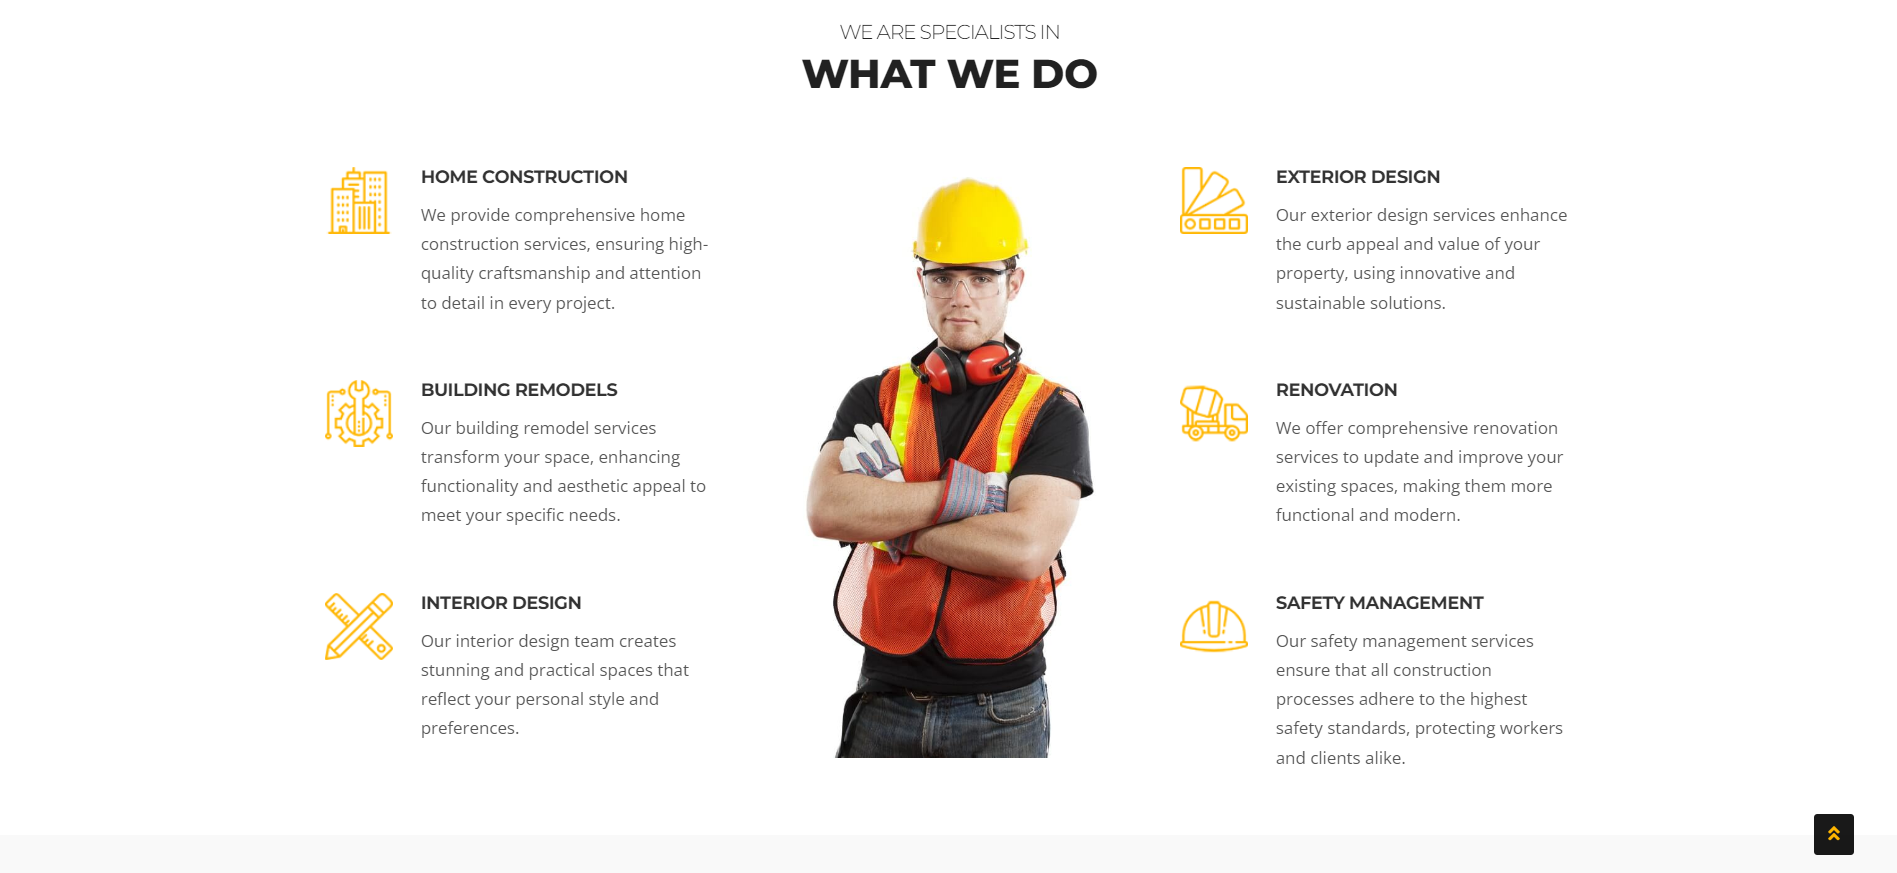 WE ARE SPECIALISTS IN
WHAT WE DO
HOME CONSTRUCTION
We provide comprehensive home
construction services, ensuring high-
quality craftsmanship and attention
to detail in every project.
BUILDING REMODELS
Our building remodel services
transform your space, enhancing
functionality and aesthetic appeal to
meet your specific needs.
INTERIOR DESIGN
Our interior design team creates
stunning and practical spaces that
reflect your personal style and
preferences.
EXTERIOR DESIGN
Our exterior design services enhance
the curb appeal and value of your
property, using innovative and
sustainable solutions.
RENOVATION
We offer comprehensive renovation
services to update and improve your
existing spaces, making them more
functional and modern.
SAFETY MANAGEMENT
Our safety management services
ensure that all construction
processes adhere to the highest
safety standards, protecting workers
and clients alike.